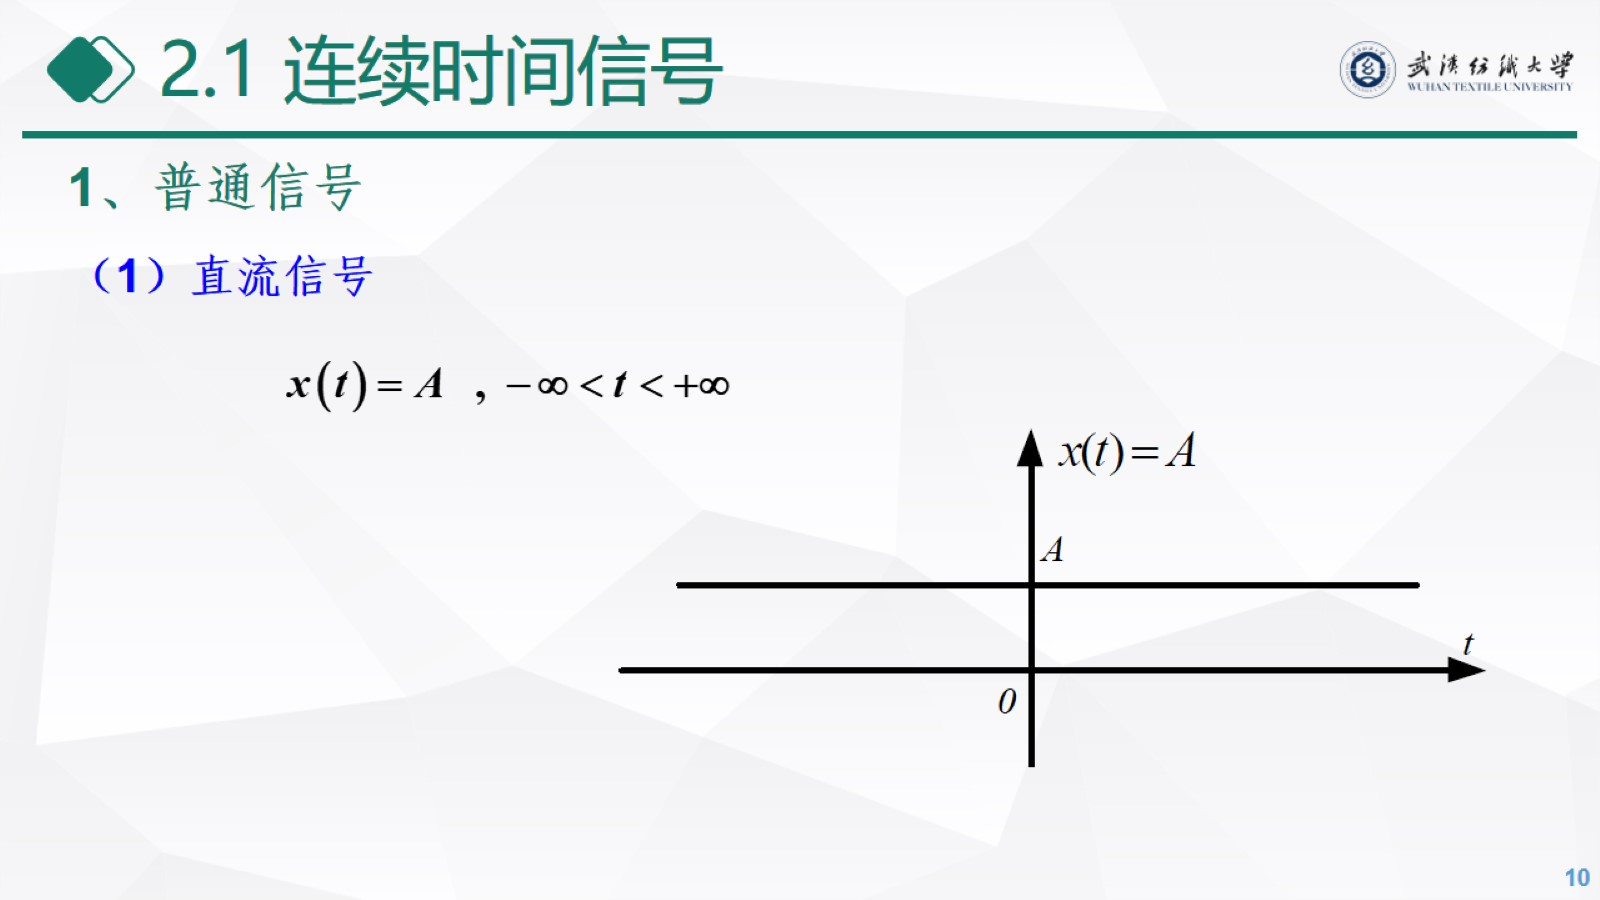 2.1 连续时间信号
武汉纺织大学
WUHAN TEXTILE UNIVERSITY
1、普通信号
（1）直流信号
x(t) = A , −∞ < t < +∞
x(t) = A
A
t
0
10